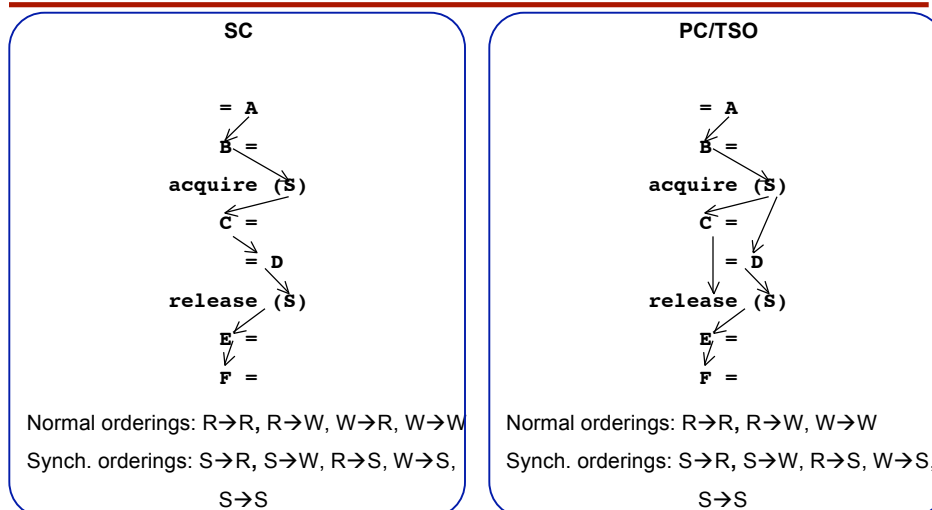 SC
= A
B =
acquire (S)
C =
= D
release (S)
E =
F =
Normal orderings: R→R, R→W, W→R, W→W
Synch. orderings: S→R, S→W, R→S, W→S,
S→S
PC/TSO
= A
B =
acquire (S)
C =
= D
release (S)
E =
F =
Normal orderings: R→R, R→W, W→W
Synch. orderings: S→R, S→W, R→S, W→S,
S→S